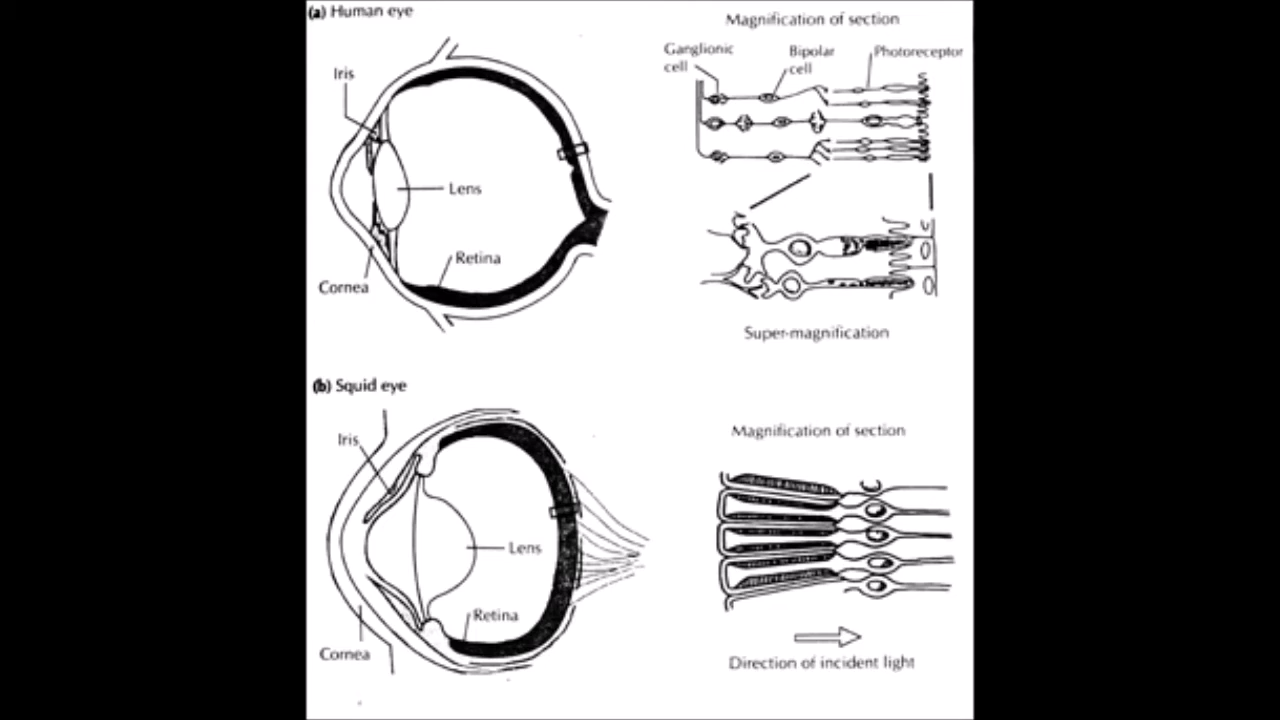 (a) Human eye
Magnification of section
Ganglionic
cell
Bipolar
cell
Photoreceptor
Iris
Lens
Retina
Cornea
Super-magnification
(b) Squid eye
Magnification of section
Iris
Lens
Retina
Cornea
Direction of incident light